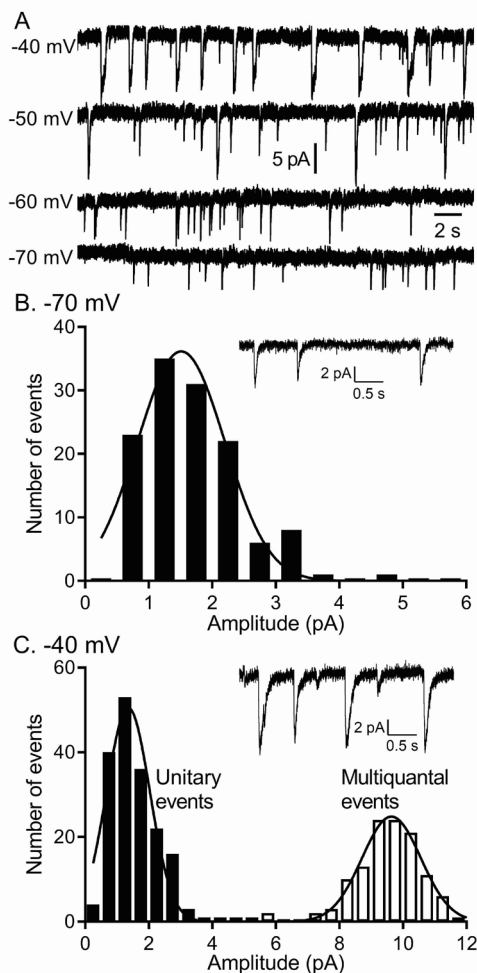 A
-40 mV
-50 mV
5 pA
-60 mV
2 s
-70 mV
B. -70 mV
40
30
20
10
0
Number of events
2 pA
0.5 s
0 1 2 3 4 5 6
Amplitude (pA)
C. -40 mV
60
40
20
0
Number of events
2 pA
0.5 s
Unitary
events
Multiquantal
events
0 2 4 6 8 10 12
Amplitude (pA)